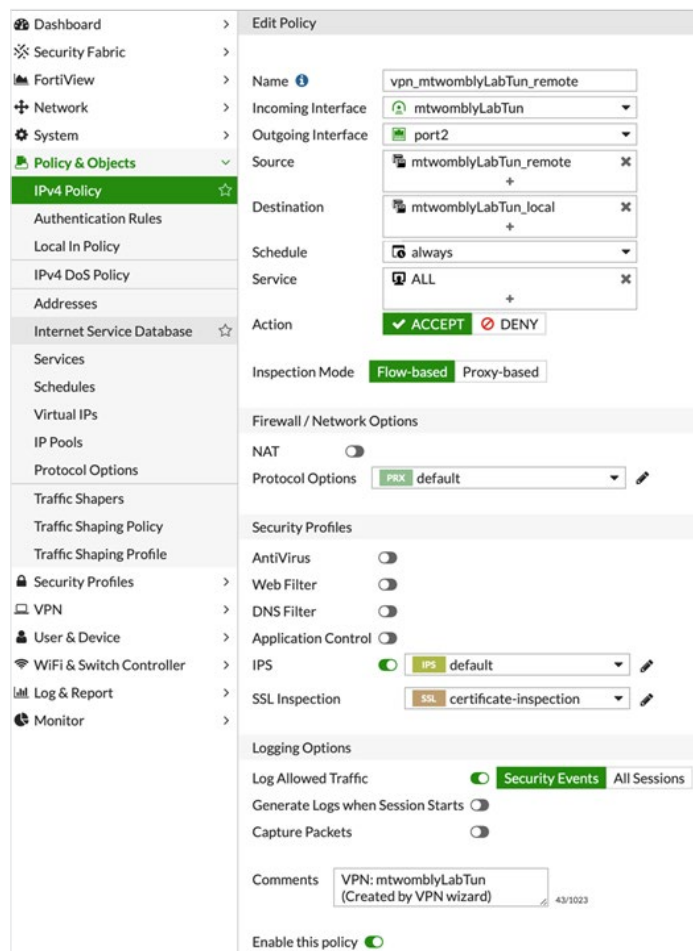 Dashboard
Security Fabric
FortiView
Network
System
Policy & Objects
IPv4 Policy
Authentication Rules
Local In Policy
IPv4 DoS Policy
Addresses
Internet Service Database
Services
Schedules
Virtual IPs
IP Pools
Protocol Options
Traffic Shapers
Traffic Shaping Policy
Traffic Shaping Profile
Security Profiles
VPN
User & Device
WiFi & Switch Controller
Log & Report
Monitor
Edit Policy
Name vpn_mtwomblyLabTun_remote
Incoming Interface mtwomblyLabTun
Outgoing Interface port2
Source mtwomblyLabTun_remote
+
Destination mtwomblyLabTun_local
+
Schedule always
Service ALL
+
Action ACCEPT DENY
Inspection Mode Flow-based Proxy-based
Firewall / Network Options
NAT
Protocol Options PRX default
Security Profiles
AntiVirus
Web Filter
DNS Filter
Application Control
IPS IPS default
SSL Inspection SSL certificate-inspection
Logging Options
Log Allowed Traffic Security Events All Sessions
Generate Logs when Session Starts
Capture Packets
Comments VPN: mtwomblyLabTun
(Created by VPN wizard) 43/1023
Enable this policy